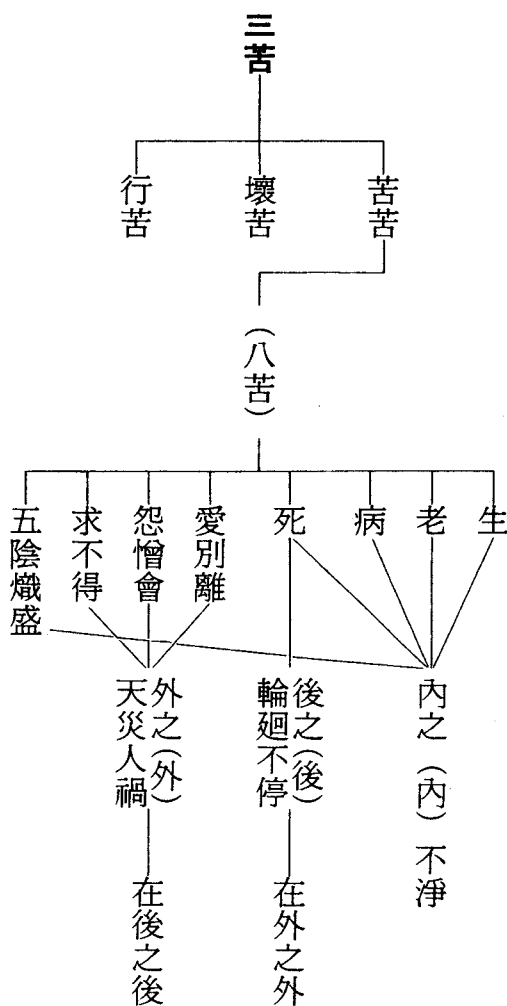 三苦
苦苦
壞苦
行苦
（八苦）
生
老
病
死
愛別離
怨憎會
求不得
五陰熾盛
內之（內）不淨
後之（後）
輪廻不停
外之（外）
天災人禍
在外之外
在後之後